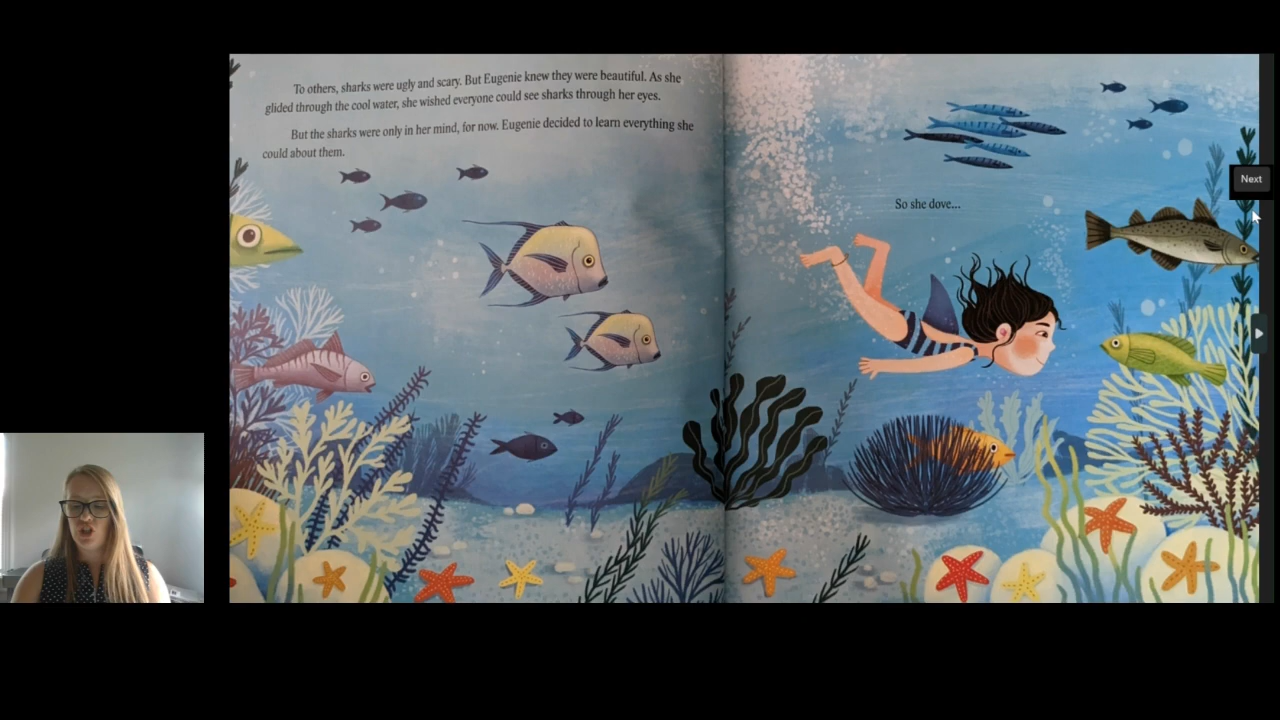 To others, sharks were ugly and scary. But Eugenie knew they were beautiful. As she
glided through the cool water, she wished everyone could see sharks through her eyes.
But the sharks were only in her mind, for now. Eugenie decided to learn everything she
could about them.
So she dove...
Next